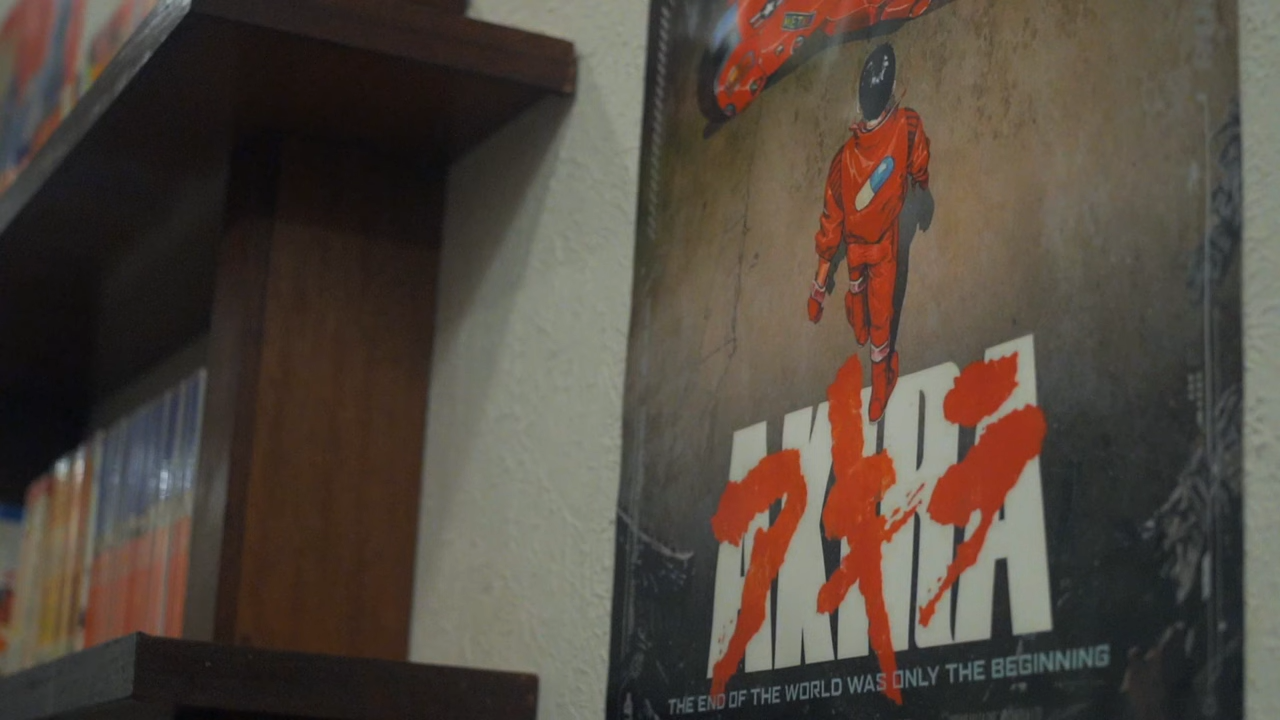 AKIRA
アキラ
THE END OF THE WORLD WAS ONLY THE BEGINNING